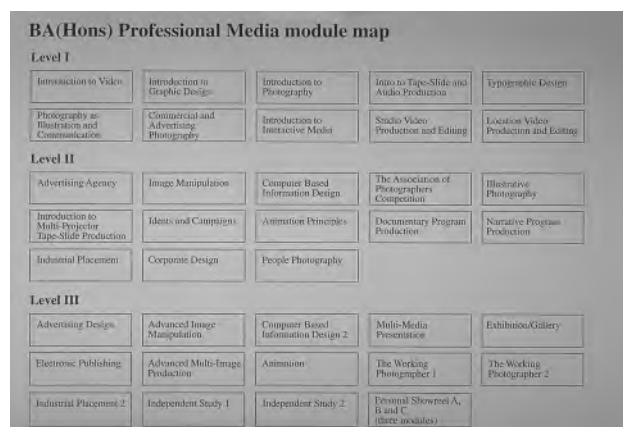 BA(Hons) Professional Media module map
Level I
Introduction to Video
Introduction to
Graphic Design
Introduction to
Photography
Intro to Tape-Slide and
Audio Production
Typographic Design
Photography as
Illustration and
Communication
Commercial and
Advertising
Photography
Introduction to
Interactive Media
Studio Video
Production and Editing
Location Video
Production and Editing
Level II
Advertising Agency
Image Manipulation
Computer Based
Information Design
The Association of
Photographers
Competition
Illustrative
Photography
Introduction to
Multi-Projector
Tape-Slide Production
Idents and Campaigns
Animation Principles
Documentary Program
Production
Narrative Program
Production
Industrial Placement
Corporate Design
People Photography
Level III
Advertising Design
Advanced Image
Manipulation
Computer Based
Information Design 2
Multi-Media
Presentation
Exhibition/Gallery
Electronic Publishing
Advanced Multi-Image
Production
Animation
The Working
Photographer 1
The Working
Photographer 2
Industrial Placement 2
Independent Study 1
Independent Study 2
Personal Showreel A,
B and C
(three modules)